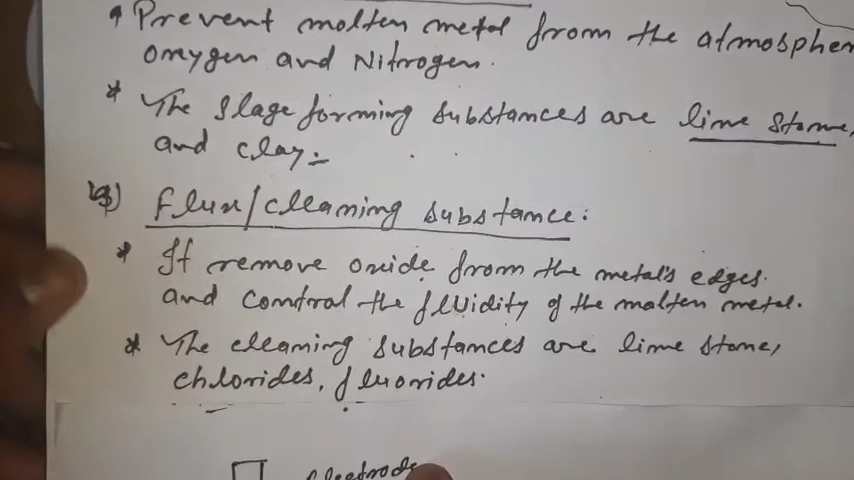 * Prevent molten metal from the atmospher
oxygen and Nitrogen.
* The Slage forming substances are lime stone,
and clay:-
Flux/cleaning substance:
* It remove oxide from the metal's edges.
and control the fluidity of the molten metal.
* The cleaning substances are lime stone,
chlorides, fluorides.
electrode